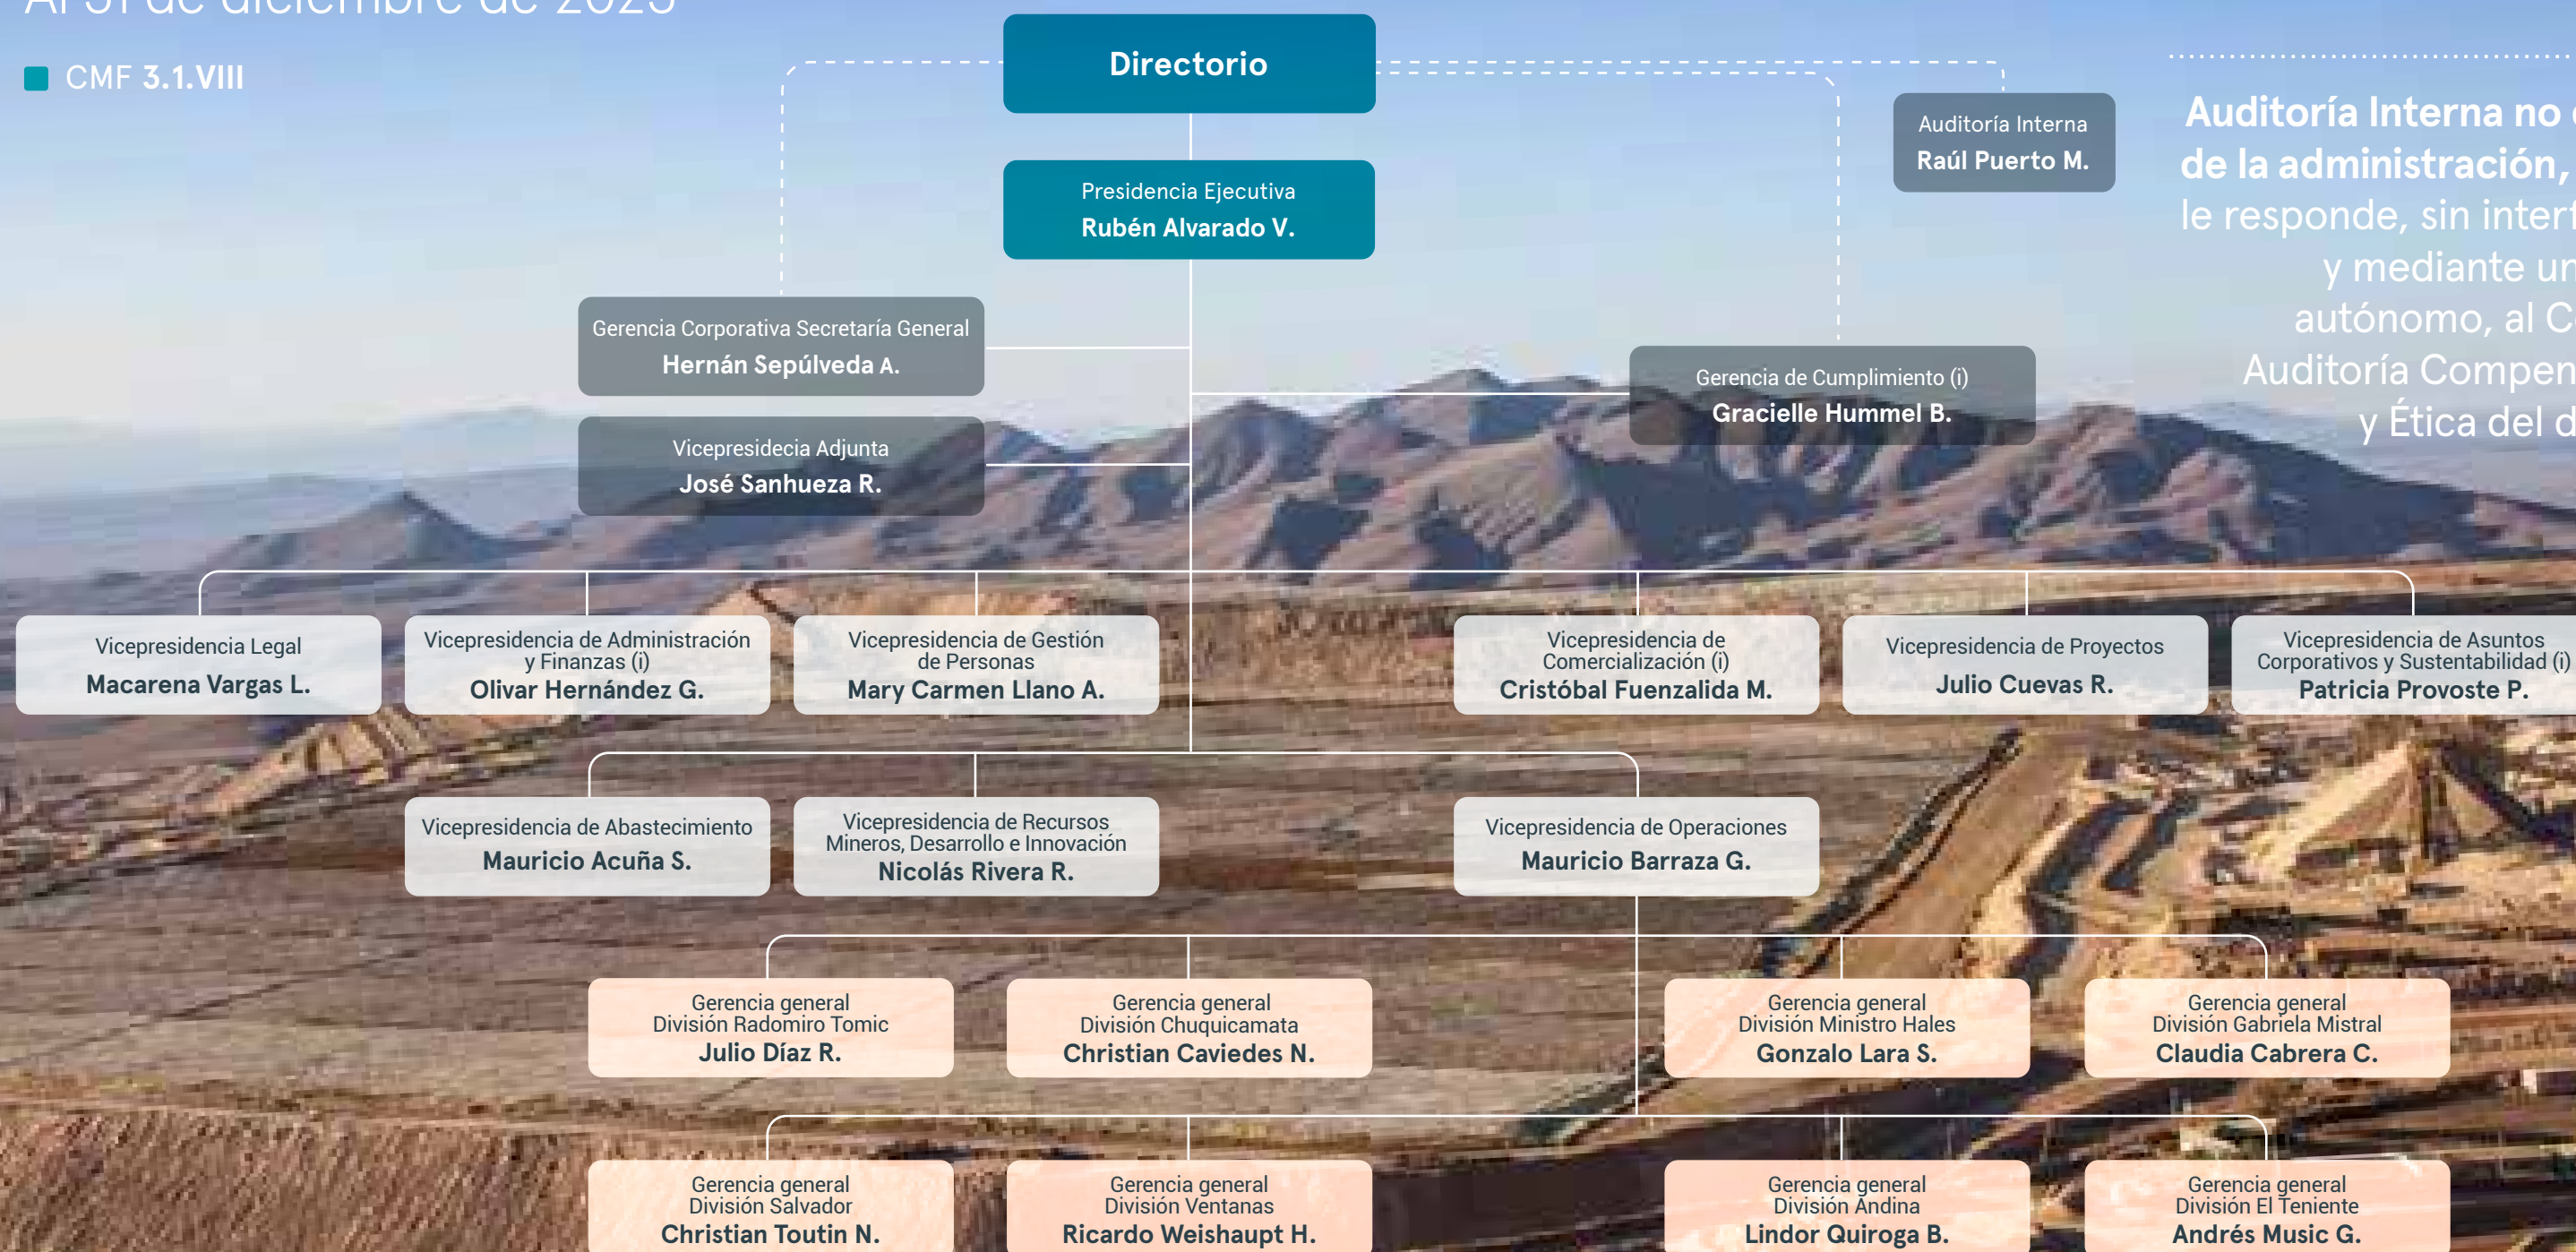 Al 31 de diciembre de 2023
CMF 3.1.VIII
Directorio
Presidencia Ejecutiva
Rubén Alvarado V.
Auditoría Interna
Raúl Puerto M.
Auditoría Interna no
de la administración,
le responde, sin
y mediante
autónomo, al
Auditoría
y Ética del
Gerencia Corporativa Secretaría General
Hernán Sepúlveda A.
Vicepresidecia Adjunta
José Sanhueza R.
Gerencia de Cumplimiento (i)
Gracielle Hummel B.
Vicepresidencia Legal
Macarena Vargas L.
Vicepresidencia de Administración
y Finanzas (i)
Olivar Hernández G.
Vicepresidencia de Gestión
de Personas
Mary Carmen Llano A.
Vicepresidencia de
Comercialización (i)
Cristóbal Fuenzalida M.
Vicepresidencia de Proyectos
Julio Cuevas R.
Vicepresidencia de Asuntos
Corporativos y Sustentabilidad (i)
Patricia Provoste P.
Vicepresidencia de Abastecimiento
Mauricio Acuña S.
Vicepresidencia de Recursos
Mineros, Desarrollo e Innovación
Nicolás Rivera R.
Vicepresidencia de Operaciones
Mauricio Barraza G.
Gerencia general
División Radomiro Tomic
Julio Díaz R.
Gerencia general
División Chuquicamata
Christian Caviedes N.
Gerencia general
División Ministro Hales
Gonzalo Lara S.
Gerencia general
División Gabriela Mistral
Claudia Cabrera C.
Gerencia general
División Salvador
Christian Toutin N.
Gerencia general
División Ventanas
Ricardo Weishaupt H.
Gerencia general
División Andina
Lindor Quiroga B.
Gerencia general
División El Teniente
Andrés Music G.